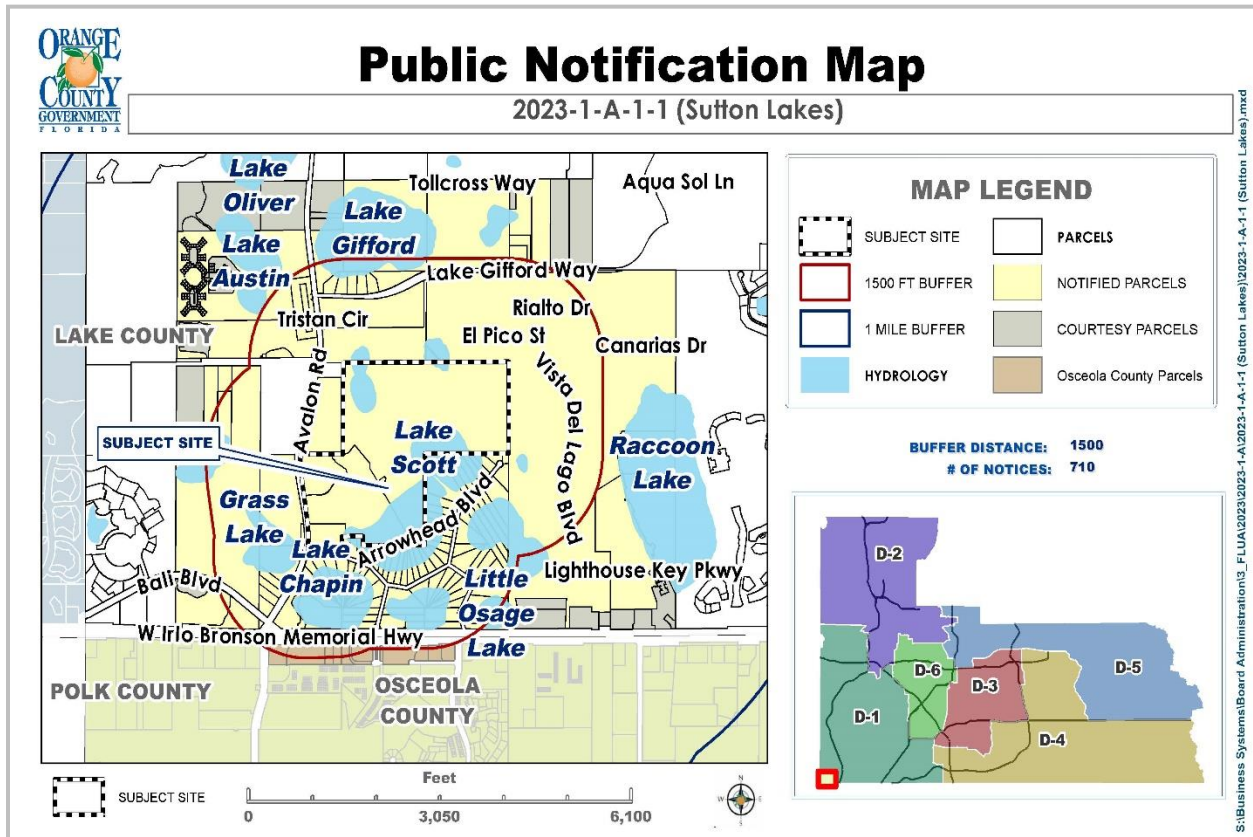 ORANGE
COUNTY
GOVERNMENT
FLORIDA
Public Notification Map
2023-1-A-1-1 (Sutton Lakes)
Lake
Oliver
Tollcross Way
Aqua Sol Ln
Lake
Gifford
Lake
Austin
Lake Gifford Way
Rialto Dr
Tristan Cir
LAKE COUNTY
El Pico St
Canarias Dr
Avalon Rd
Vista Del Lago Blvd
SUBJECT SITE
Lake
Scott
Raccoon
Lake
Grass
Lake
Arrowhead Blvd
Lake
Chapin
Bali Blvd
Little
Osage
Lake
Lighthouse Key Pkwy
W Irlo Bronson Memorial Hwy
POLK COUNTY
OSCEOLA
COUNTY
SUBJECT SITE
Feet
0 3,050 6,100
N
W E
S
MAP LEGEND
SUBJECT SITE
PARCELS
1500 FT BUFFER
NOTIFIED PARCELS
1 MILE BUFFER
COURTESY PARCELS
HYDROLOGY
Osceola County Parcels
BUFFER DISTANCE: 1500
# OF NOTICES: 710
D-2
D-6
D-3
D-5
D-1
D-4
S:\Business Systems\Board Administration\3_FLUA\2023\2023-1-A\2023-1-A-1-1 (Sutton Lakes)\2023-1-A-1-1 (Sutton Lakes).mxd